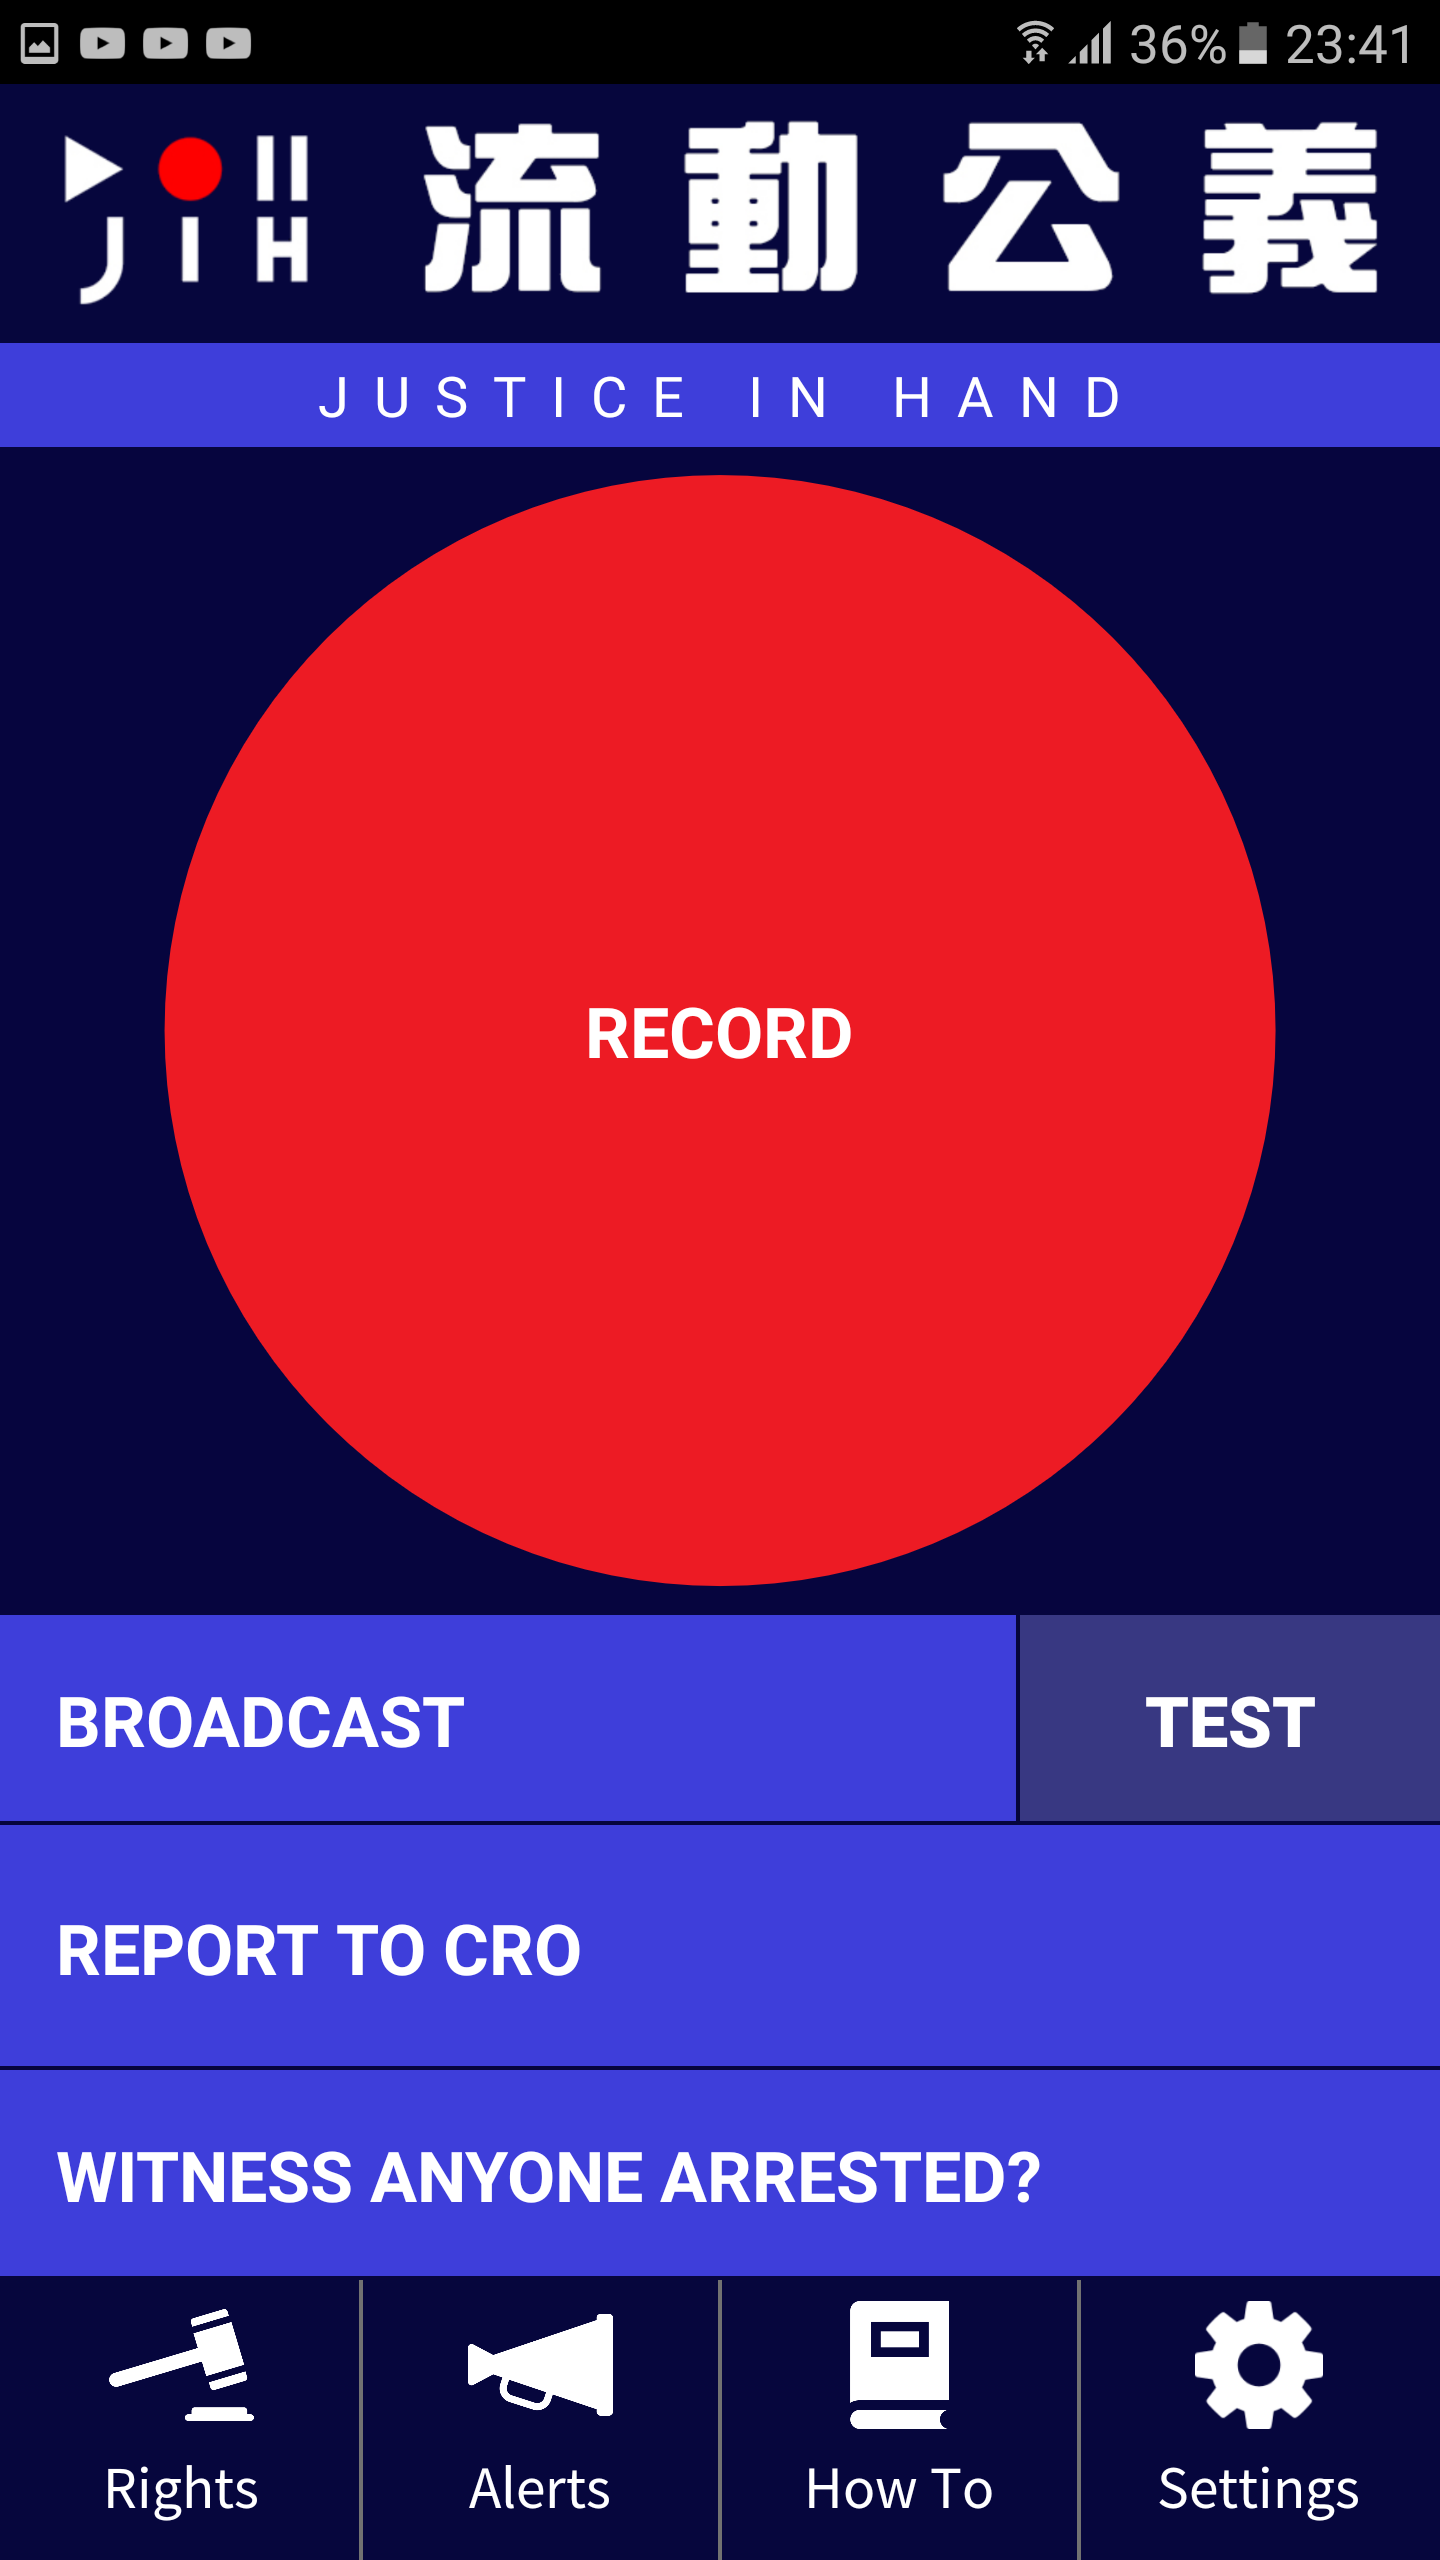 36% 23:41
JIH 流動公義
JUSTICE IN HAND
RECORD
BROADCAST TEST
REPORT TO CRO
WITNESS ANYONE ARRESTED?
Rights Alerts How To Settings